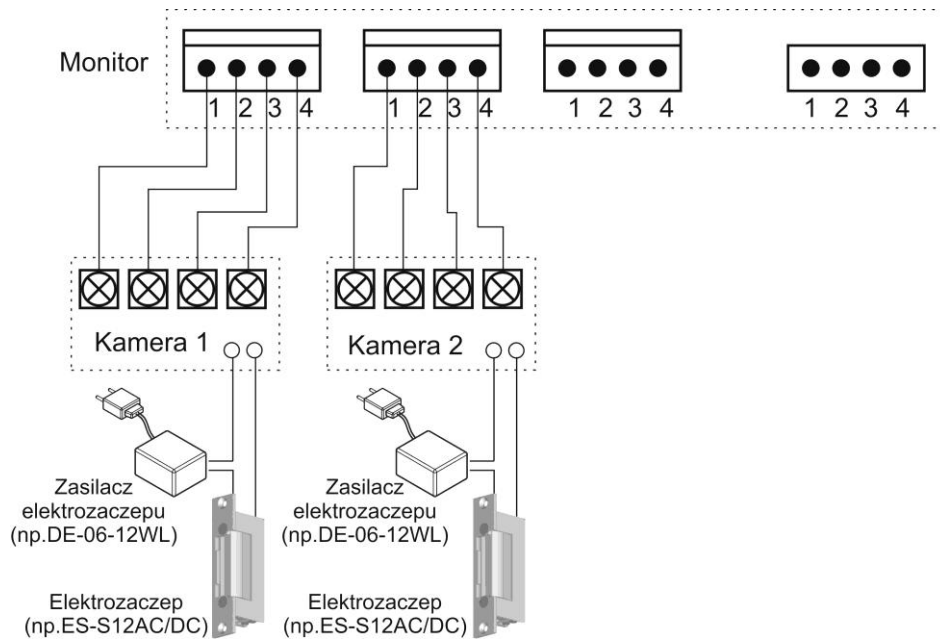 Monitor
1 2 3 4
1 2 3 4
1 2 3 4
1 2 3 4
Kamera 1
Kamera 2
Zasilacz
elektrozaczepu
(np.DE-06-12WL)
Zasilacz
elektrozaczepu
(np.DE-06-12WL)
Elektrozaczep
(np.ES-S12AC/DC)
Elektrozaczep
(np.ES-S12AC/DC)